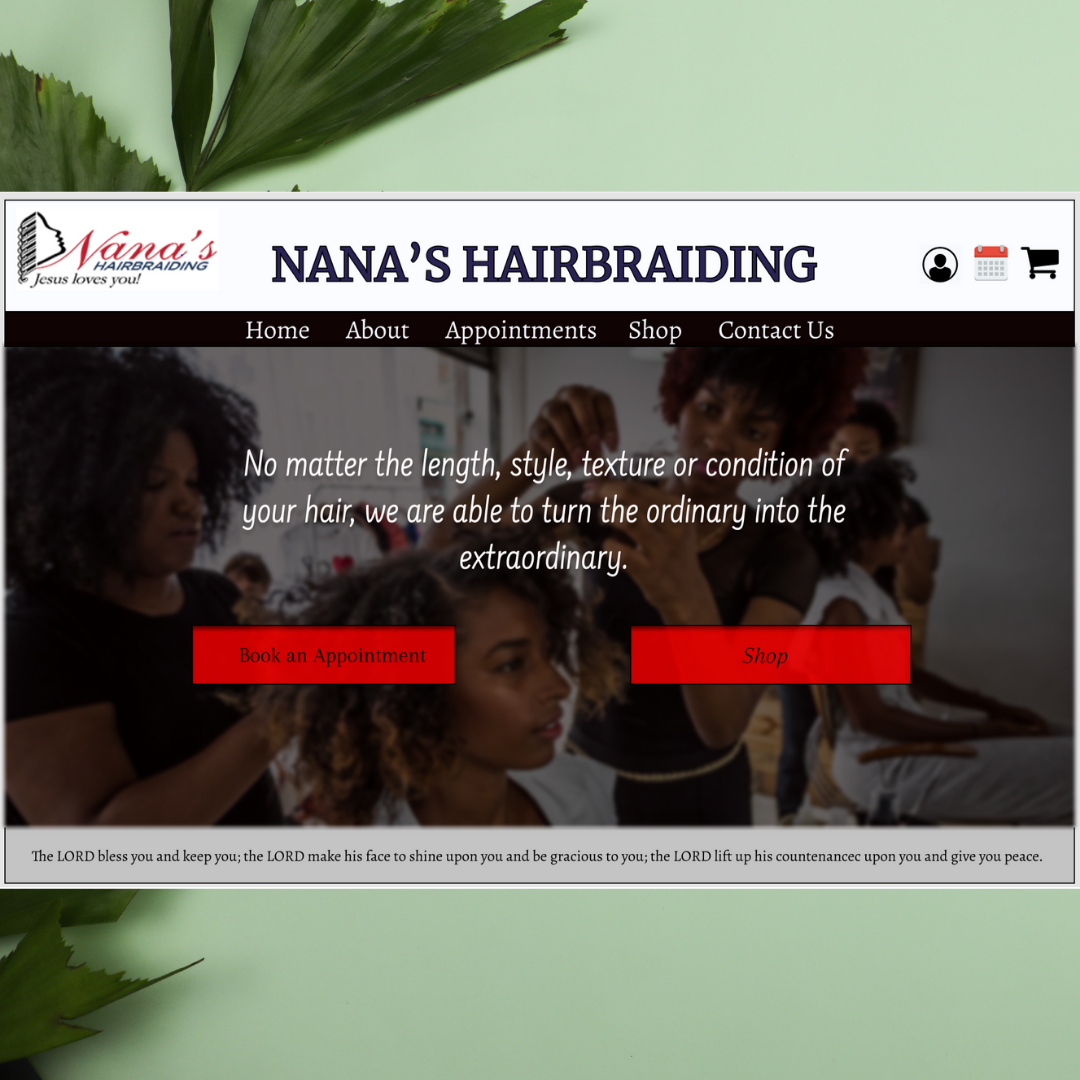 Nana's
HAIRBRAIDING
Jesus loves you!
NANA'S HAIRBRAIDING
Home About Appointments Shop Contact Us
No matter the length, style, texture or condition of
your hair, we are able to turn the ordinary into the
extraordinary.
Book an Appointment Shop
The LORD bless you and keep you; the LORD make his face to shine upon you and be gracious to you; the LORD lift up his countenancec upon you and give you peace.